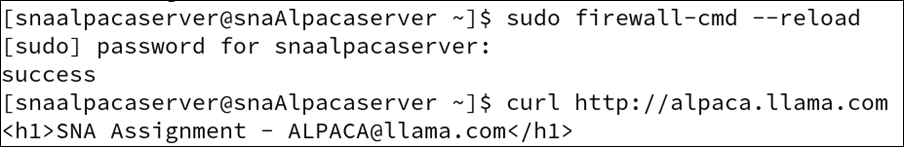 [snaalpacaserver@snaAlpacaserver ~]$ sudo firewall-cmd --reload
[sudo] password for snaalpacaserver:
success
[snaalpacaserver@snaAlpacaserver ~]$ curl http://alpaca.llama.com
<h1>SNA Assignment - ALPACA@llama.com</h1>